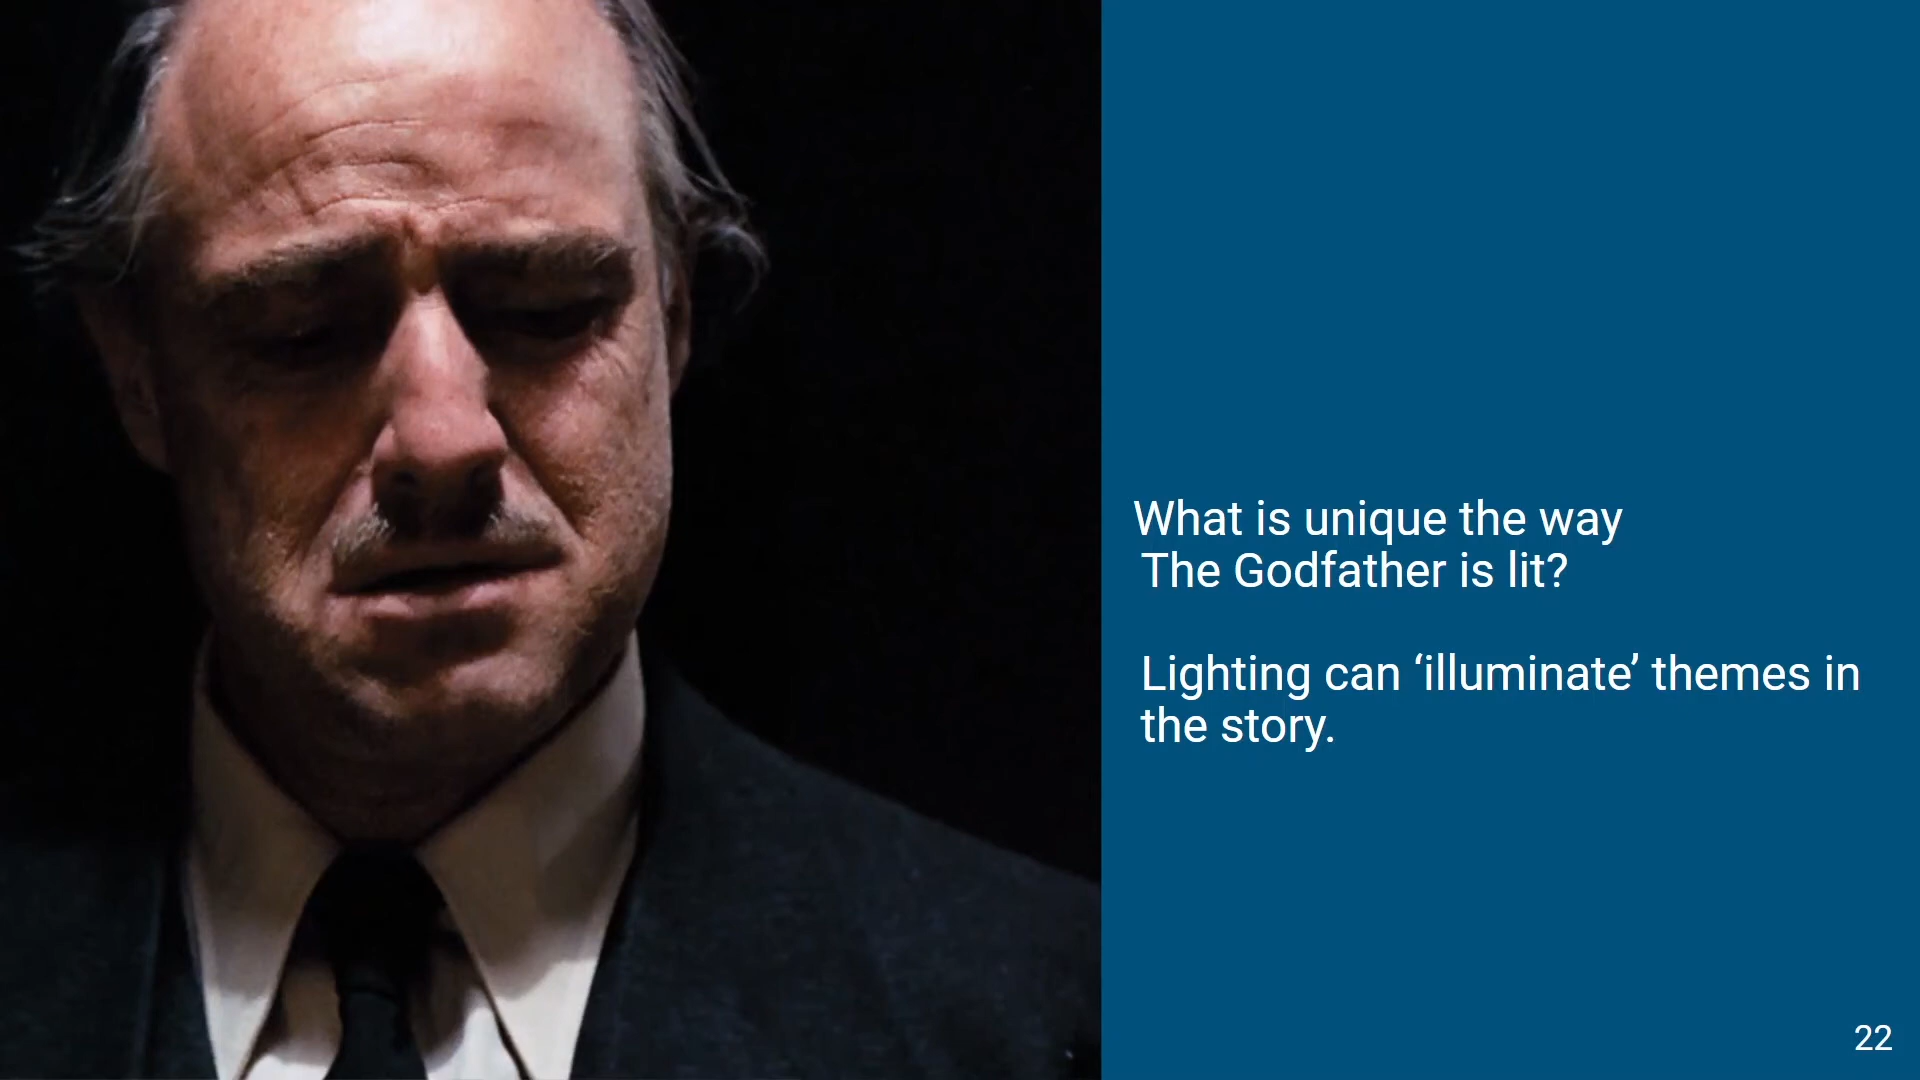 What is unique the way
The Godfather is lit?
Lighting can ‘illuminate’ themes in
the story.
22